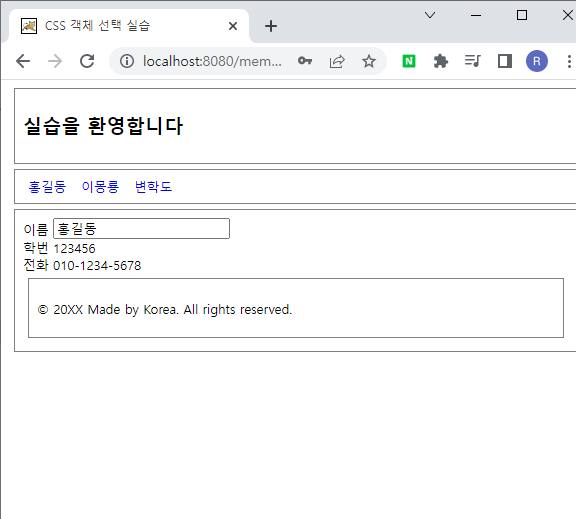 CSS 객체 선택 실습
localhost:8080/mem...
N
R
실습을 환영합니다
홍길동 이몽룡 변학도
이름 홍길동
학번 123456
전화 010-1234-5678
© 20XX Made by Korea. All rights reserved.